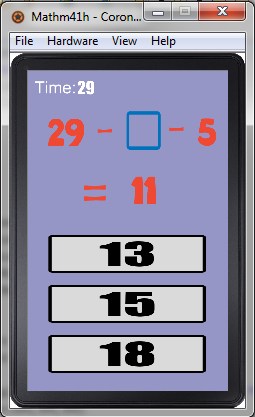 Mathm41h - Coron...
File Hardware View Help
Time:29
29 - □ - 5
= 11
13
15
18